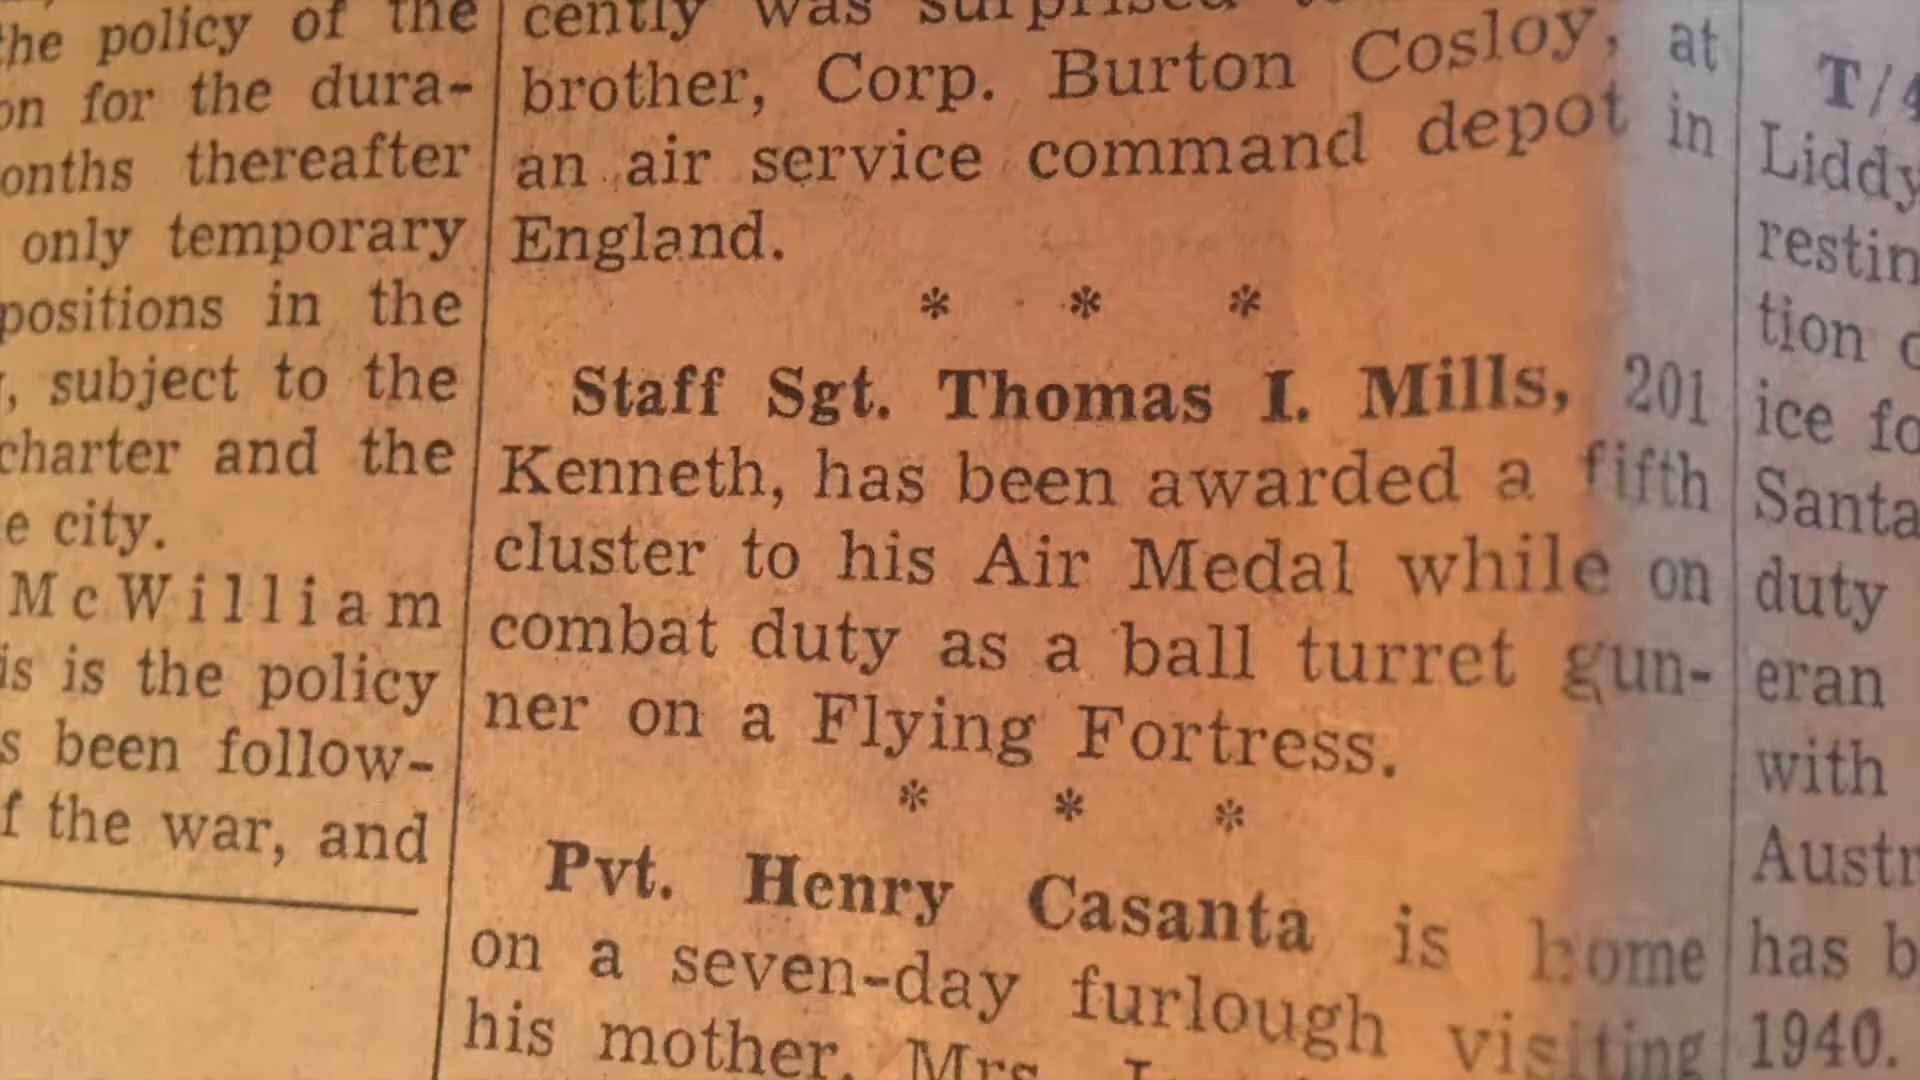 the policy of the
on for the dura-
onths thereafter
only temporary
positions in the
, subject to the
charter and the
e city.
McWilliam
is is the policy
s been follow-
f the war, and
cently was surprised
brother, Corp. Burton Cosloy, at
an air service command depot in
England.
* * *
Staff Sgt. Thomas I. Mills, 201
Kenneth, has been awarded a fifth
cluster to his Air Medal while on
combat duty as a ball turret gun-
ner on a Flying Fortress.
* * *
Pvt. Henry Casanta is home
on a seven-day furlough visiting
his mother, Mrs.
T/4
Liddy
restin
tion
ice fo
Santa
duty
eran
with
Austr
has b
1940.